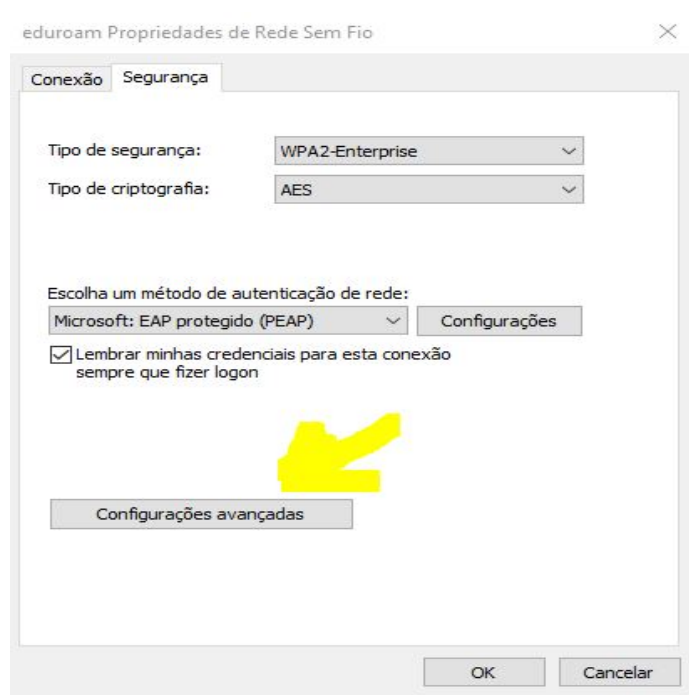 eduroam Propriedades de Rede Sem Fio
Conexão Segurança
Tipo de segurança: WPA2-Enterprise
Tipo de criptografia: AES
Escolha um método de autenticação de rede:
Microsoft: EAP protegido (PEAP) Configurações
Lembrar minhas credenciais para esta conexão
sempre que fizer logon
Configurações avançadas
OK Cancelar